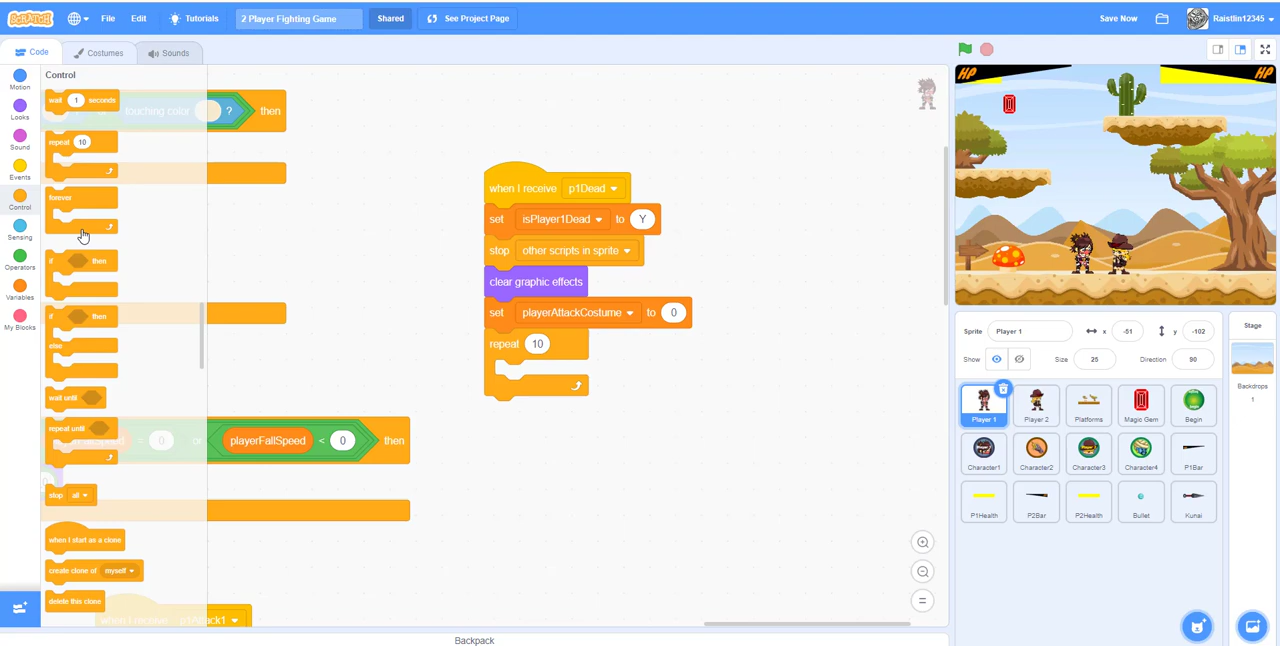 SCRATCH File Edit Tutorials 2 Player Fighting Game Shared See Project Page Save Now Raistlin12345
Code Costumes Sounds
Motion
Looks
Sound
Events
Control
Sensing
Operators
Variables
My Blocks
Control
wait 1 seconds
repeat 10
forever
if then
if then
else
wait until
repeat until
stop all
when I start as a clone
create clone of myself
delete this clone
touching color ? then
= 0 or playerFallSpeed < 0 then
when I receive p1Dead
set isPlayer1Dead to Y
stop other scripts in sprite
clear graphic effects
set playerAttackCostume to 0
repeat 10
HP HP
Sprite Player 1 x -51 y -102
Show Size 25 Direction 90
Player 1 Player 2 Platforms Magic Gem Begin
Character1 Character2 Character3 Character4 P1Bar
P1Health P2Bar P2Health Bullet Kunai
Stage
Backdrops
1
Backpack